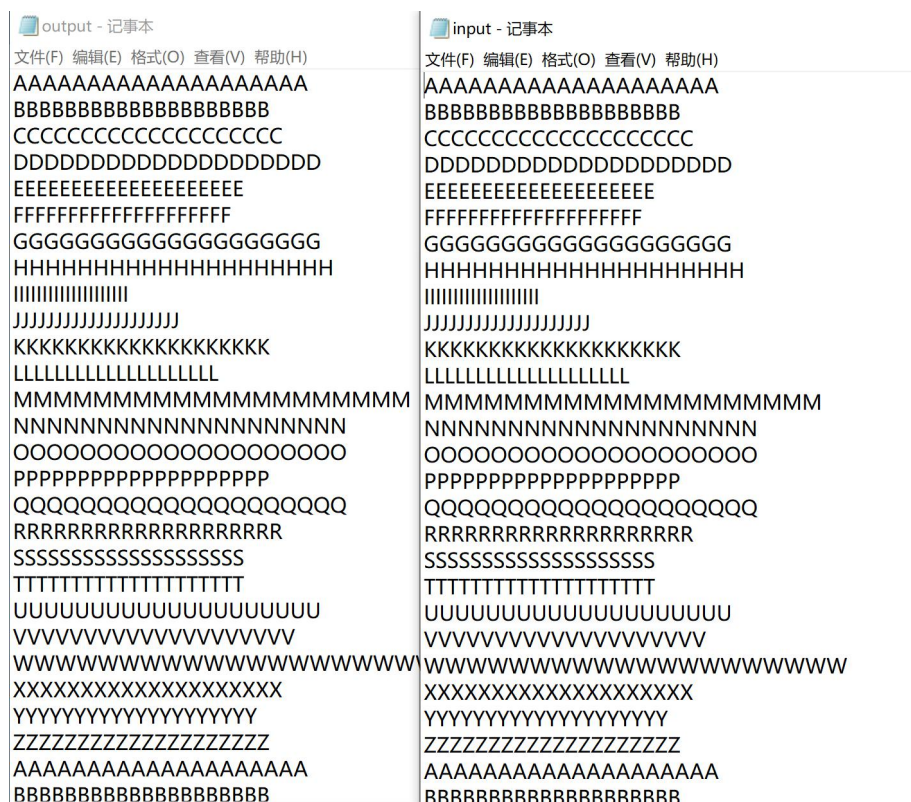 output - 记事本
文件(F) 编辑(E) 格式(O) 查看(V) 帮助(H)
AAAAAAAAAAAAAAAAAAAA
BBBBBBBBBBBBBBBBBBBB
CCCCCCCCCCCCCCCCCCCC
DDDDDDDDDDDDDDDDDDDD
EEEEEEEEEEEEEEEEEEEE
FFFFFFFFFFFFFFFFFFFF
GGGGGGGGGGGGGGGGGGGG
HHHHHHHHHHHHHHHHHHHH
IIIIIIIIIIIIIIIIIIII
JJJJJJJJJJJJJJJJJJJJ
KKKKKKKKKKKKKKKKKKKK
LLLLLLLLLLLLLLLLLLLL
MMMMMMMMMMMMMMMMMMMM
NNNNNNNNNNNNNNNNNNNN
OOOOOOOOOOOOOOOOOOOO
PPPPPPPPPPPPPPPPPPPP
QQQQQQQQQQQQQQQQQQQQ
RRRRRRRRRRRRRRRRRRRR
SSSSSSSSSSSSSSSSSSSS
TTTTTTTTTTTTTTTTTTTT
UUUUUUUUUUUUUUUUUUUU
VVVVVVVVVVVVVVVVVVVV
WWWWWWWWWWWWWWWWWWWW
XXXXXXXXXXXXXXXXXXXX
YYYYYYYYYYYYYYYYYYYY
ZZZZZZZZZZZZZZZZZZZZ
AAAAAAAAAAAAAAAAAAAA
BBBBBBBBBBBBBBBBBBBB
input - 记事本
文件(F) 编辑(E) 格式(O) 查看(V) 帮助(H)
AAAAAAAAAAAAAAAAAAAA
BBBBBBBBBBBBBBBBBBBB
CCCCCCCCCCCCCCCCCCCC
DDDDDDDDDDDDDDDDDDDD
EEEEEEEEEEEEEEEEEEEE
FFFFFFFFFFFFFFFFFFFF
GGGGGGGGGGGGGGGGGGGG
HHHHHHHHHHHHHHHHHHHH
IIIIIIIIIIIIIIIIIIII
JJJJJJJJJJJJJJJJJJJJ
KKKKKKKKKKKKKKKKKKKK
LLLLLLLLLLLLLLLLLLLL
MMMMMMMMMMMMMMMMMMMM
NNNNNNNNNNNNNNNNNNNN
OOOOOOOOOOOOOOOOOOOO
PPPPPPPPPPPPPPPPPPPP
QQQQQQQQQQQQQQQQQQQQ
RRRRRRRRRRRRRRRRRRRR
SSSSSSSSSSSSSSSSSSSS
TTTTTTTTTTTTTTTTTTTT
UUUUUUUUUUUUUUUUUUUU
VVVVVVVVVVVVVVVVVVVV
WWWWWWWWWWWWWWWWWWWW
XXXXXXXXXXXXXXXXXXXX
YYYYYYYYYYYYYYYYYYYY
ZZZZZZZZZZZZZZZZZZZZ
AAAAAAAAAAAAAAAAAAAA
BBBBBBBBBBBBBBBBBBBB